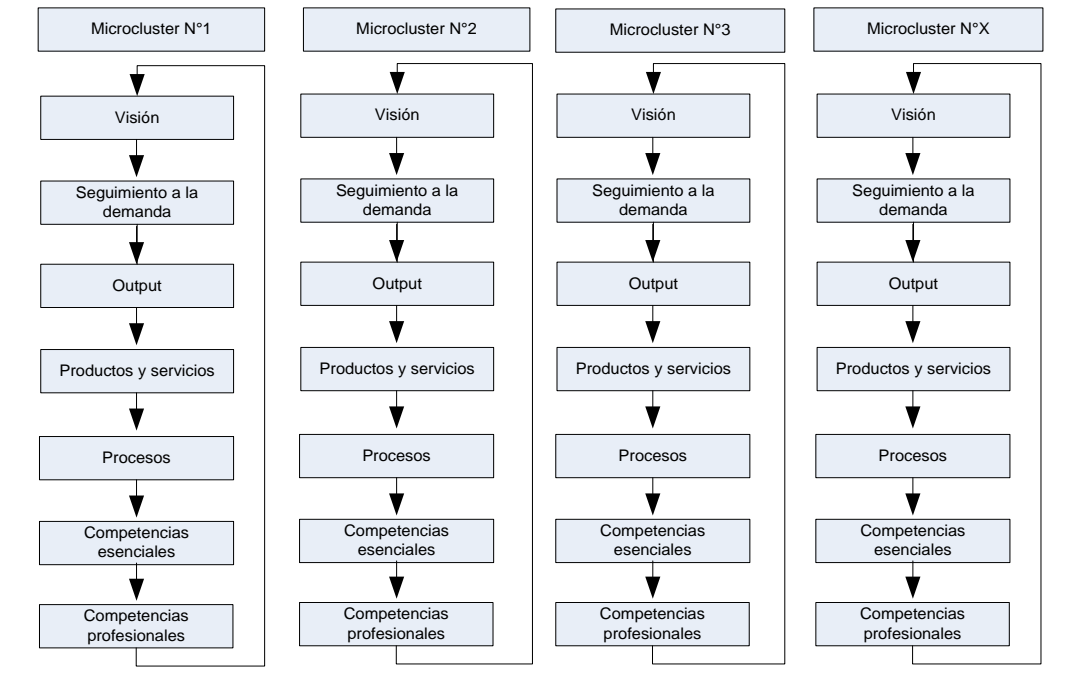 Microcluster N°1
Visión
Seguimiento a la
demanda
Output
Productos y servicios
Procesos
Competencias
esenciales
Competencias
profesionales
Microcluster N°2
Visión
Seguimiento a la
demanda
Output
Productos y servicios
Procesos
Competencias
esenciales
Competencias
profesionales
Microcluster N°3
Visión
Seguimiento a la
demanda
Output
Productos y servicios
Procesos
Competencias
esenciales
Competencias
profesionales
Microcluster N°X
Visión
Seguimiento a la
demanda
Output
Productos y servicios
Procesos
Competencias
esenciales
Competencias
profesionales